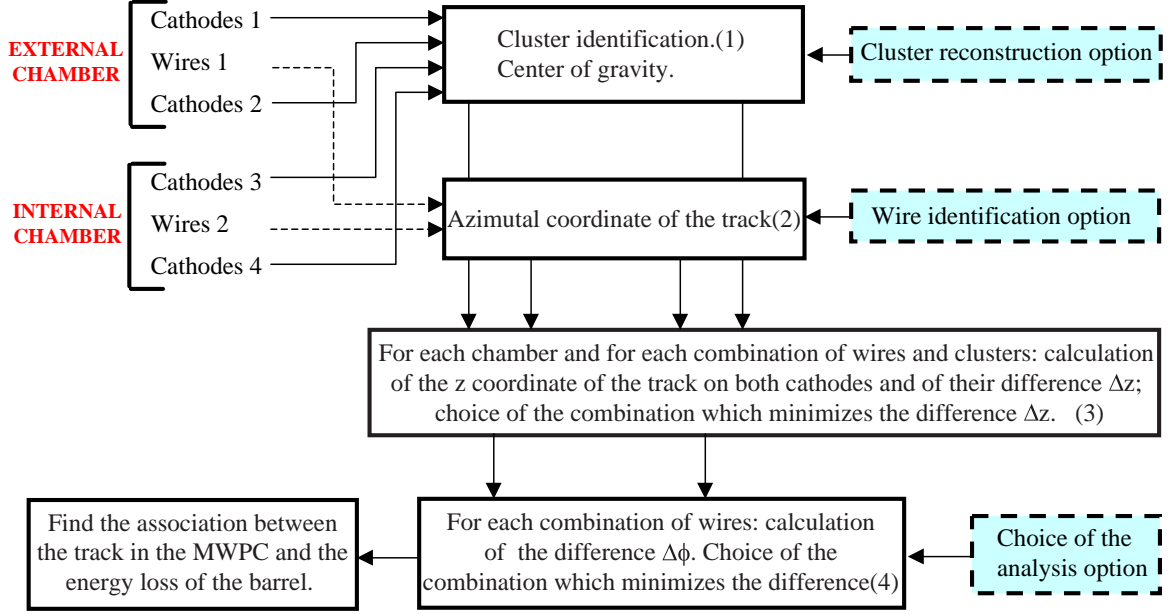 EXTERNAL
CHAMBER
Cathodes 1
Wires 1
Cathodes 2
INTERNAL
CHAMBER
Cathodes 3
Wires 2
Cathodes 4
Cluster identification.(1)
Center of gravity.
Cluster reconstruction option
Azimutal coordinate of the track(2)
Wire identification option
For each chamber and for each combination of wires and clusters: calculation
of the z coordinate of the track on both cathodes and of their difference Δz;
choice of the combination which minimizes the difference Δz. (3)
For each combination of wires: calculation
of the difference Δϕ. Choice of the
combination which minimizes the difference(4)
Choice of the
analysis option
Find the association between
the track in the MWPC and the
energy loss of the barrel.